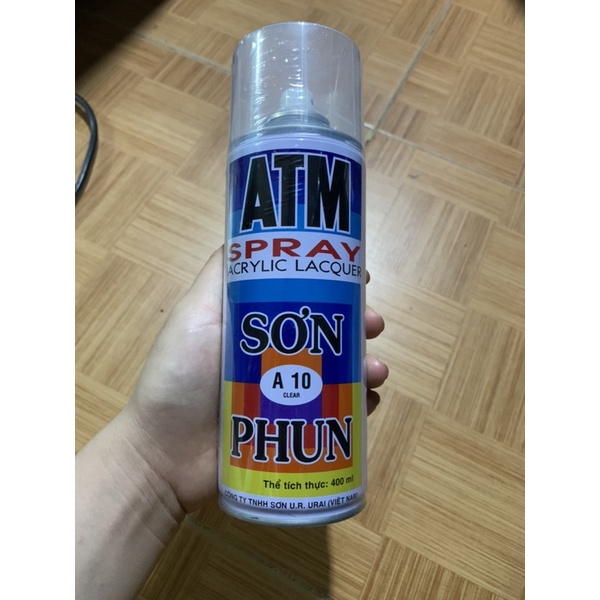 ATM
SPRAY
ACRYLIC LACQUER
SƠN
A 10
CLEAR
PHUN
Thể tích thực: 400 ml
CÔNG TY TNHH SƠN U.R. URAI (VIỆT NAM)